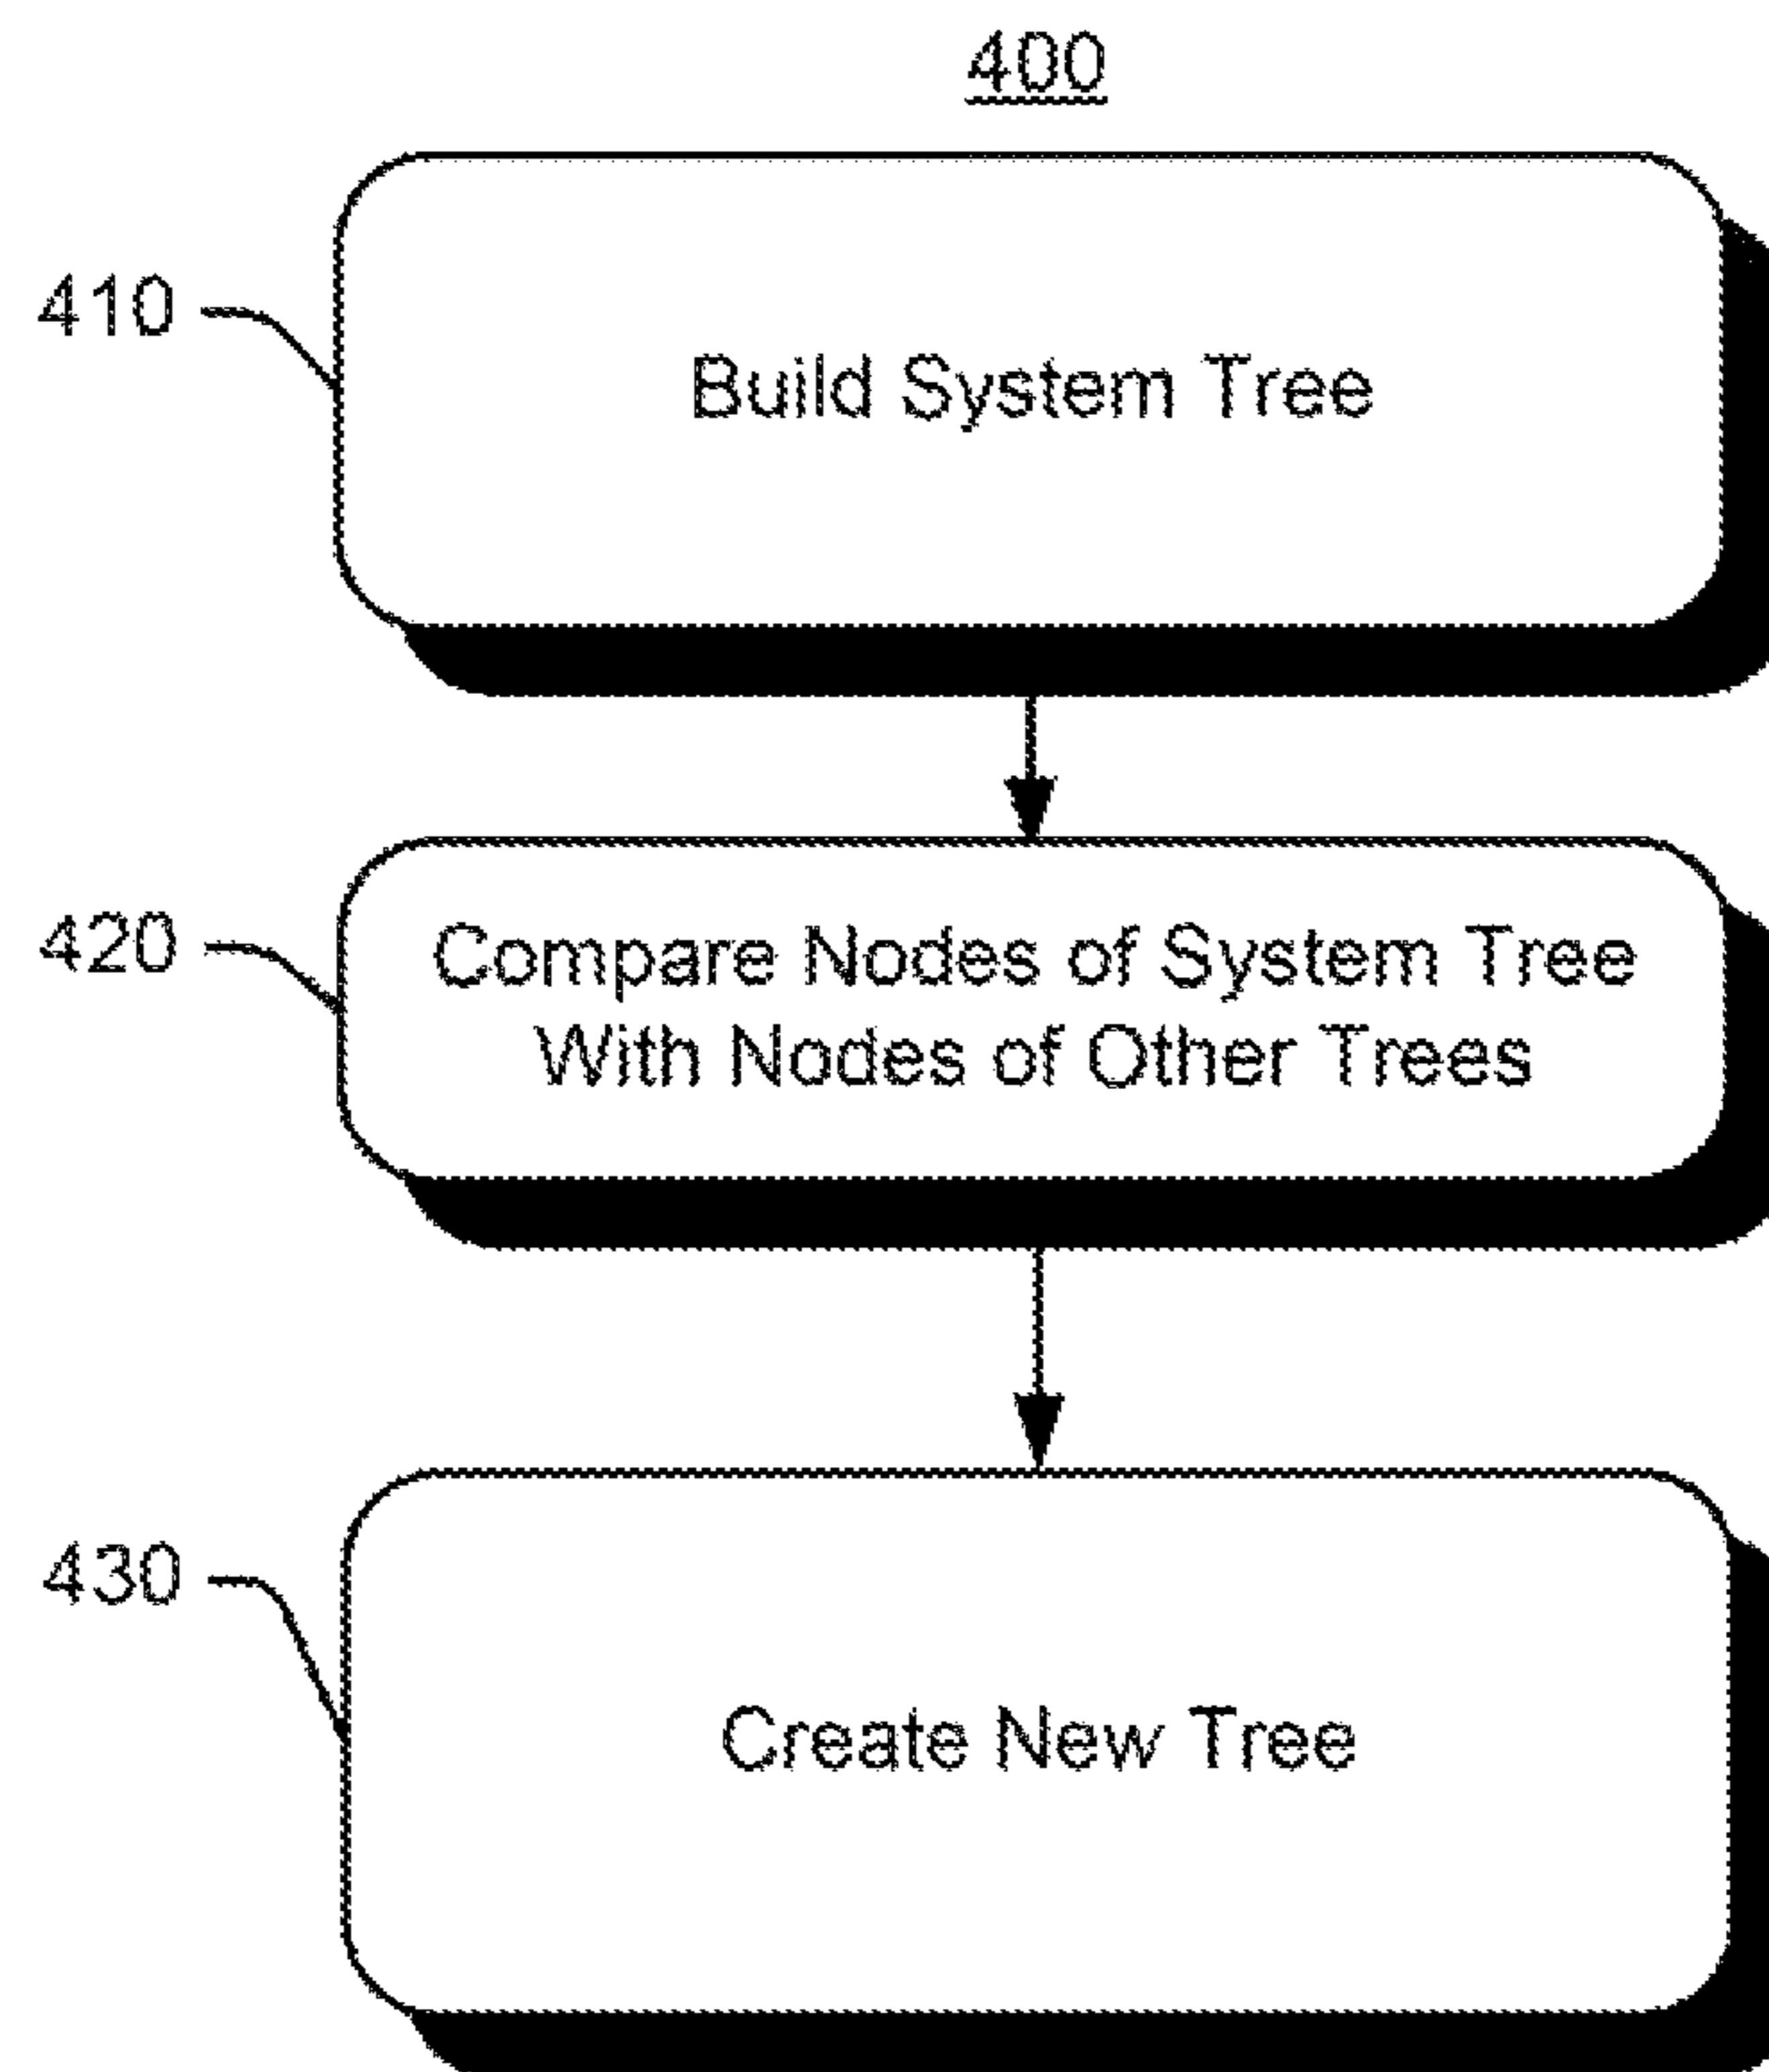 400
410
Build System Tree
420
Compare Nodes of System Tree
With Nodes of Other Trees
430
Create New Tree